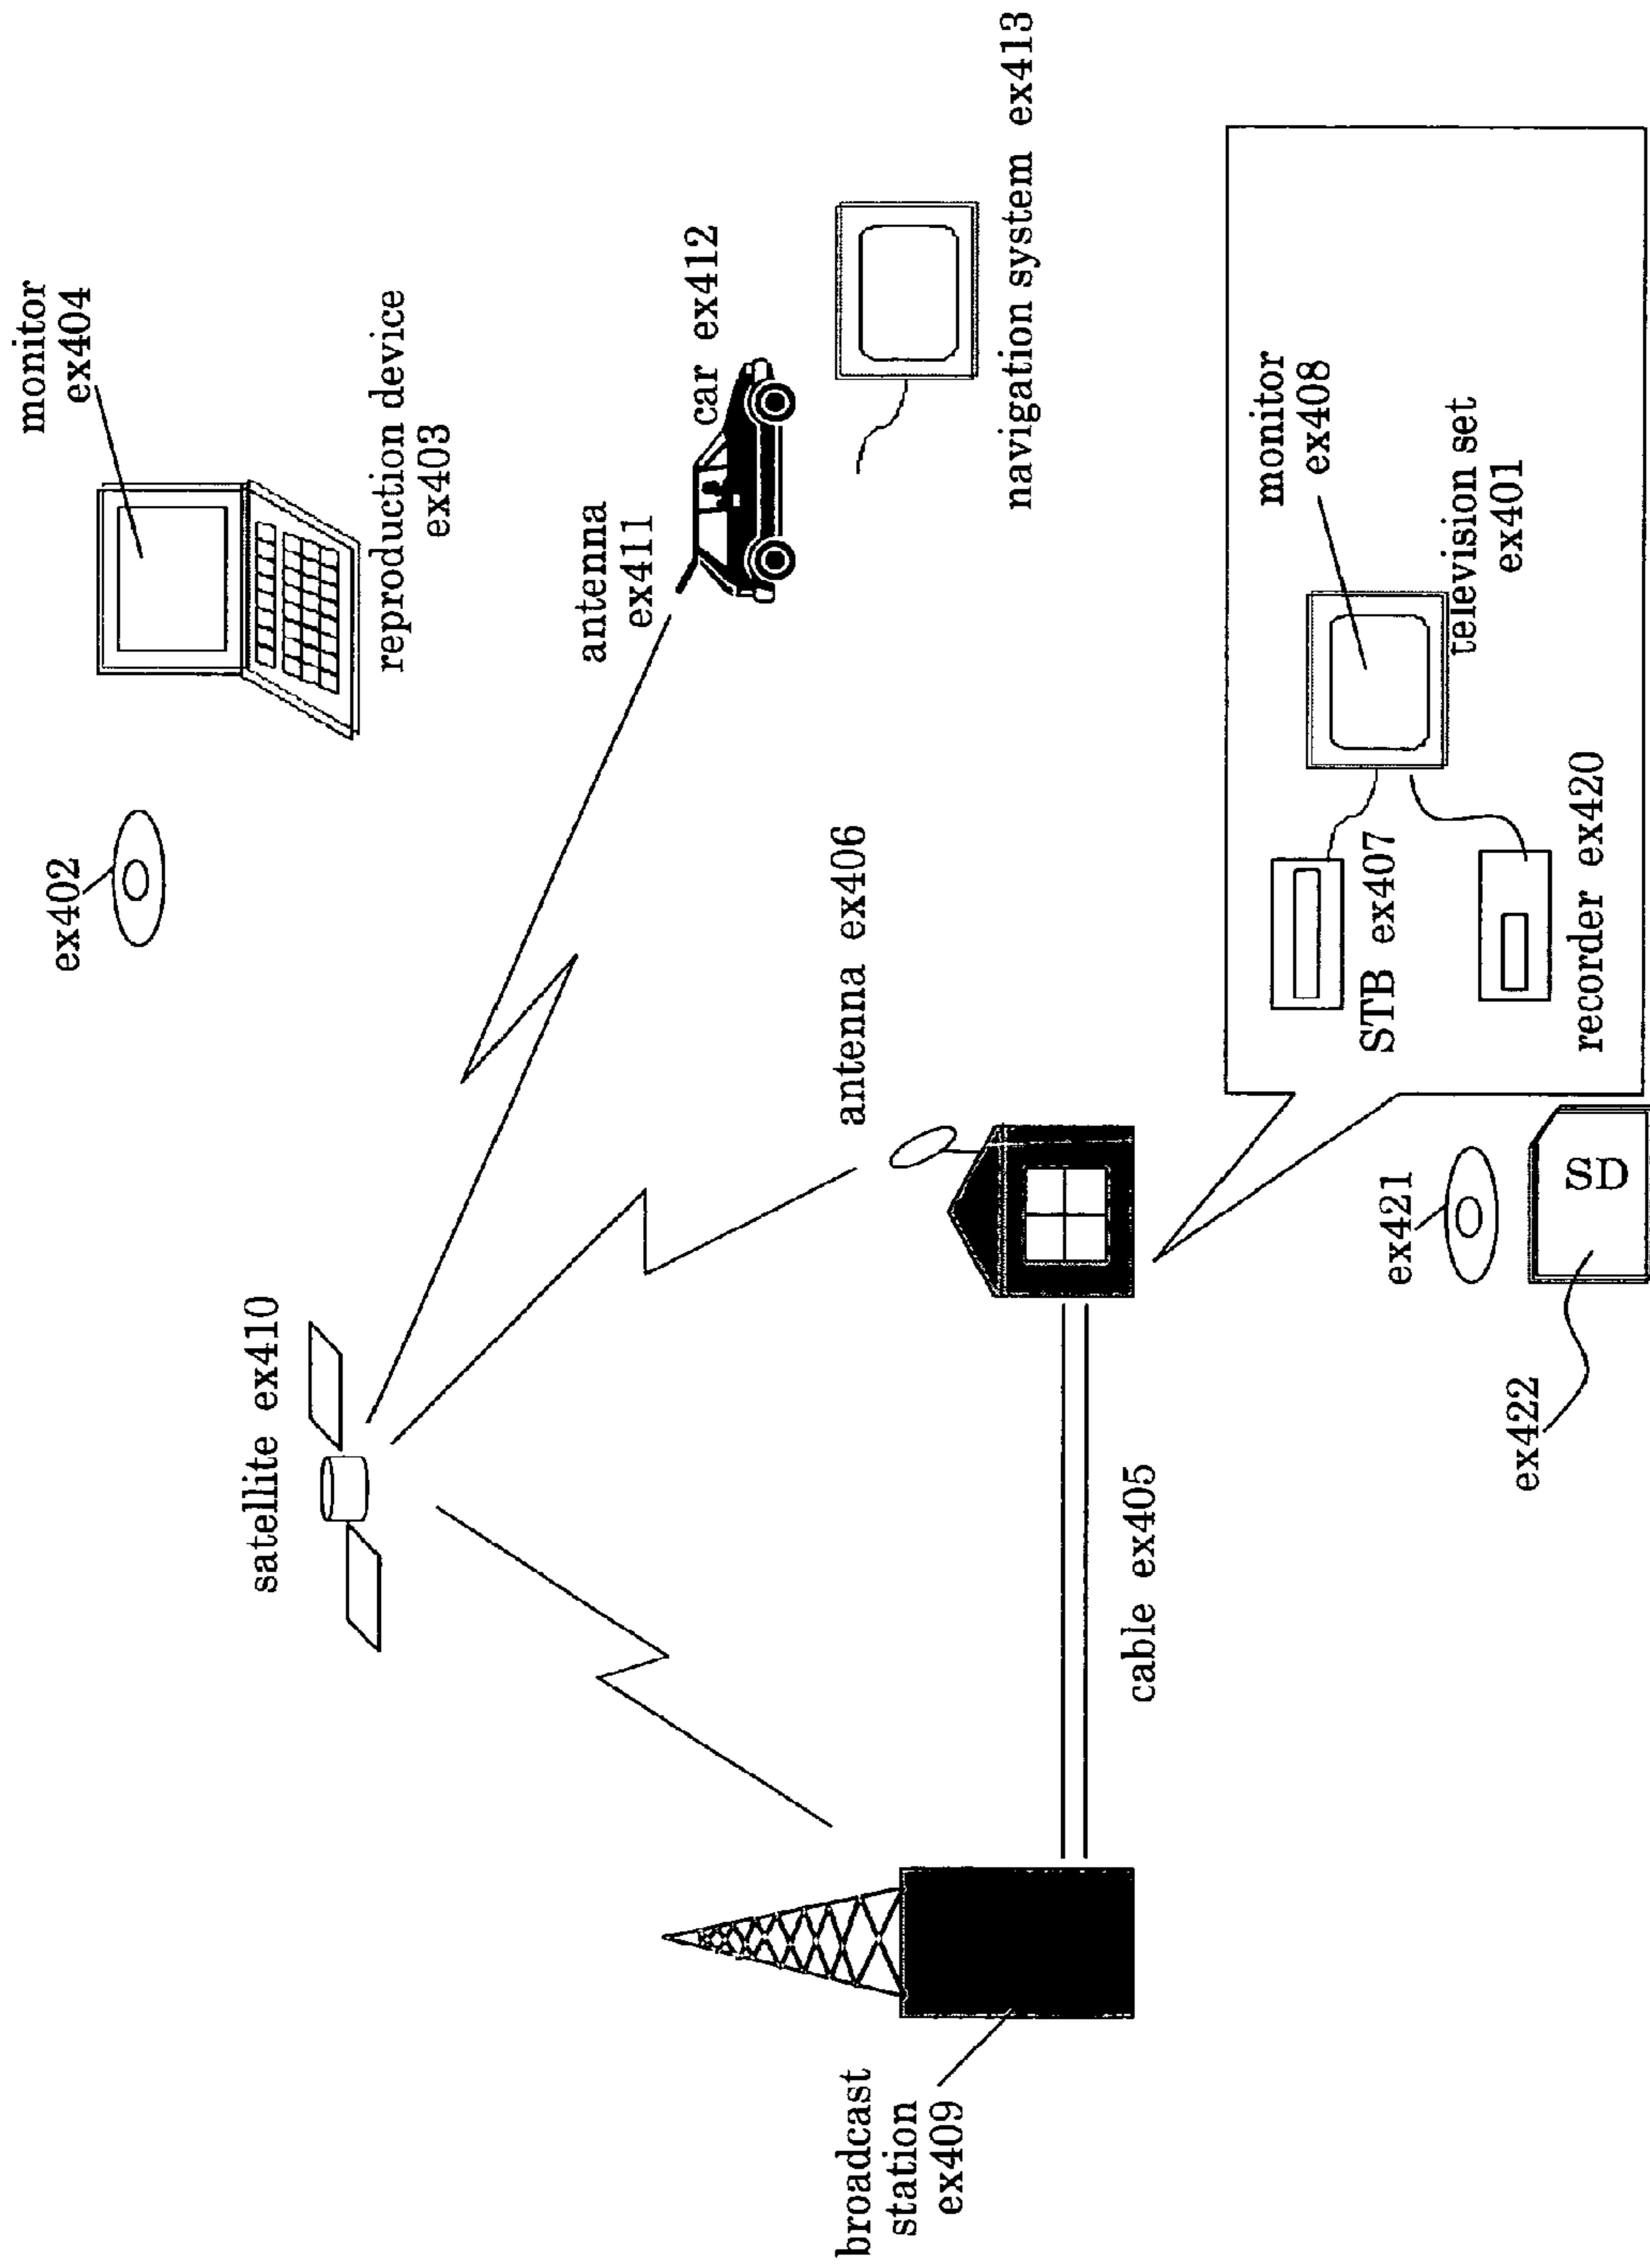 monitor
ex404
ex402
reproduction device
ex403
satellite ex410
antenna
ex411
car ex412
antenna ex406
navigation system ex413
broadcast
station
ex409
cable ex405
monitor
ex408
STB ex407
television set
ex401
recorder ex420
ex421
SD
ex422